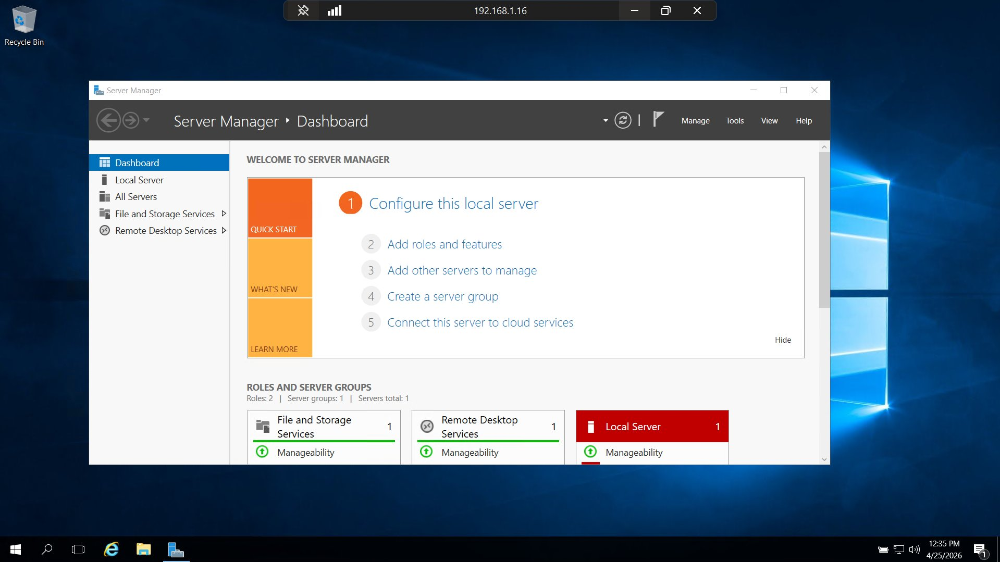 192.168.1.16
Recycle Bin
Server Manager
Server Manager
Dashboard
Manage
Tools
View
Help
Dashboard
Local Server
All Servers
File and Storage Services
Remote Desktop Services
WELCOME TO SERVER MANAGER
QUICK START
WHAT'S NEW
LEARN MORE
1 Configure this local server
2 Add roles and features
3 Add other servers to manage
4 Create a server group
5 Connect this server to cloud services
Hide
ROLES AND SERVER GROUPS
Roles: 2 | Server groups: 1 | Servers total: 1
File and Storage
Services
1
Manageability
Remote Desktop
Services
1
Manageability
Local Server
1
Manageability
12:35 PM
4/25/2026
1